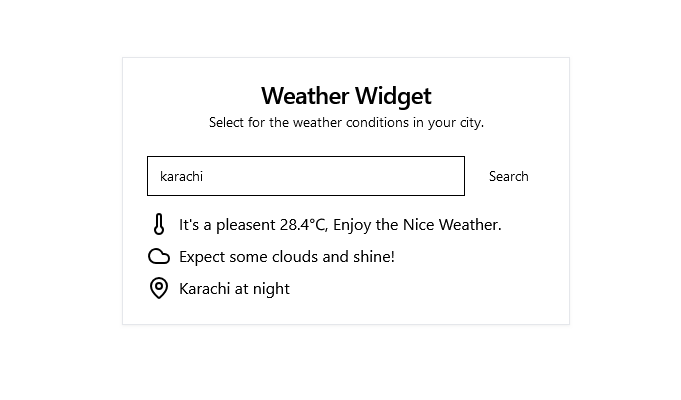 Weather Widget
Select for the weather conditions in your city.
karachi
Search
It's a pleasent 28.4°C, Enjoy the Nice Weather.
Expect some clouds and shine!
Karachi at night